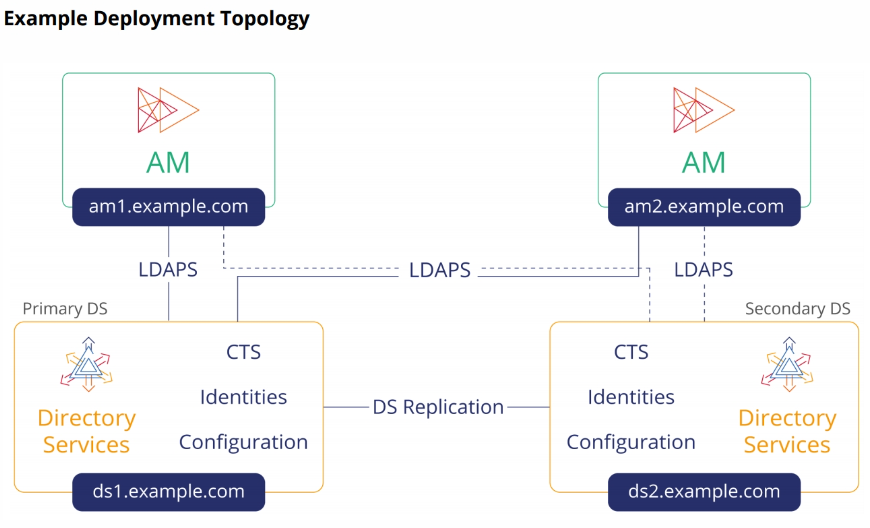 Example Deployment Topology
AM
AM
am1.example.com
am2.example.com
LDAPS
LDAPS
LDAPS
Primary DS
Secondary DS
CTS
Identities
Configuration
Directory
Services
DS Replication
CTS
Identities
Configuration
Directory
Services
ds1.example.com
ds2.example.com